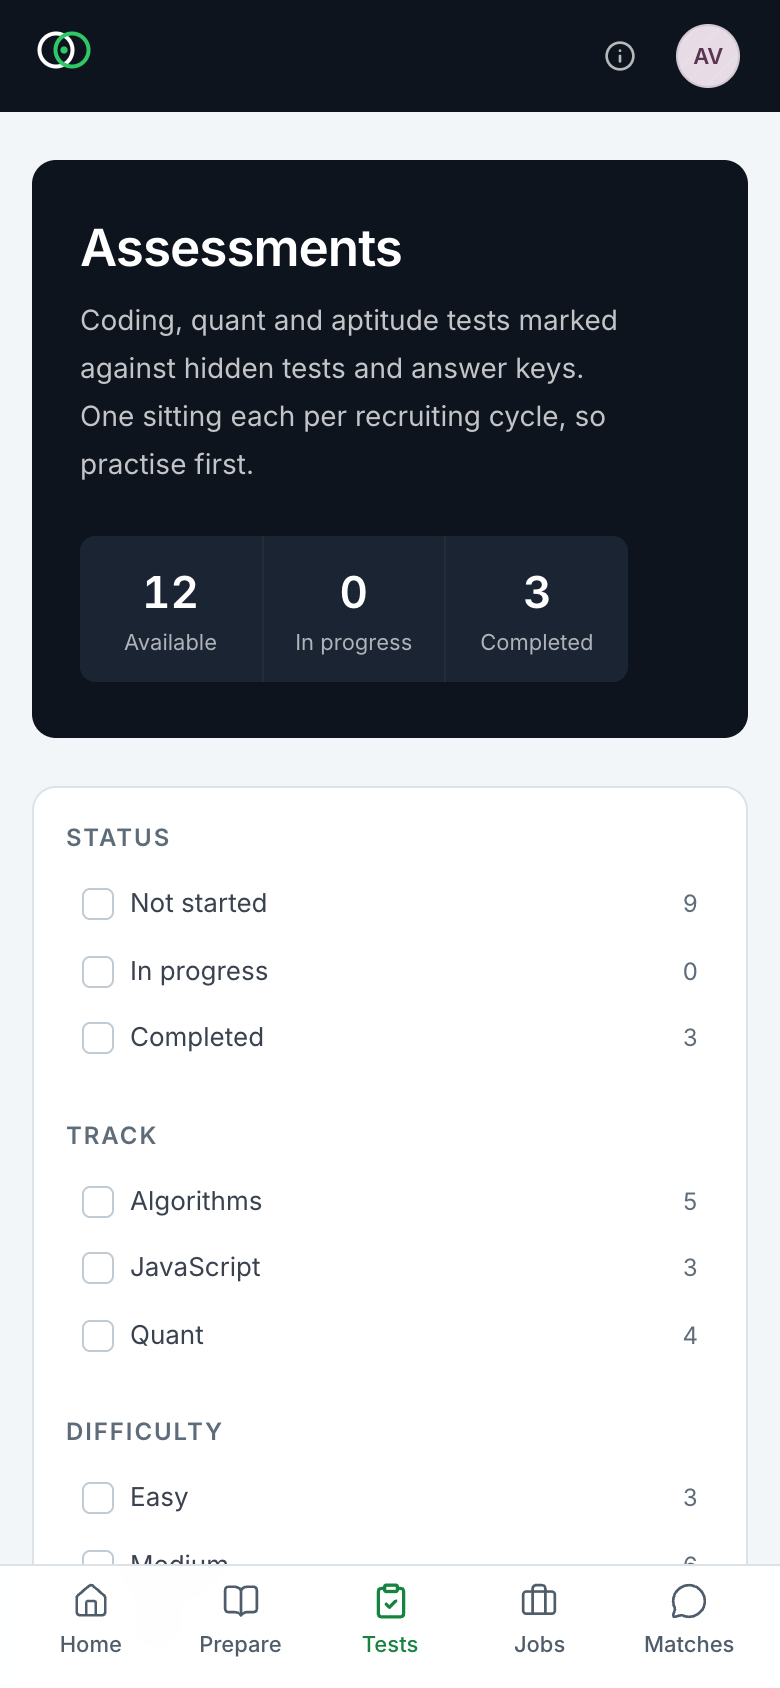 AV
Assessments
Coding, quant and aptitude tests marked
against hidden tests and answer keys.
One sitting each per recruiting cycle, so
practise first.
12 0 3
Available In progress Completed
STATUS
Not started 9
In progress 0
Completed 3
TRACK
Algorithms 5
JavaScript 3
Quant 4
DIFFICULTY
Easy 3
Medium 6
Home Prepare Tests Jobs Matches